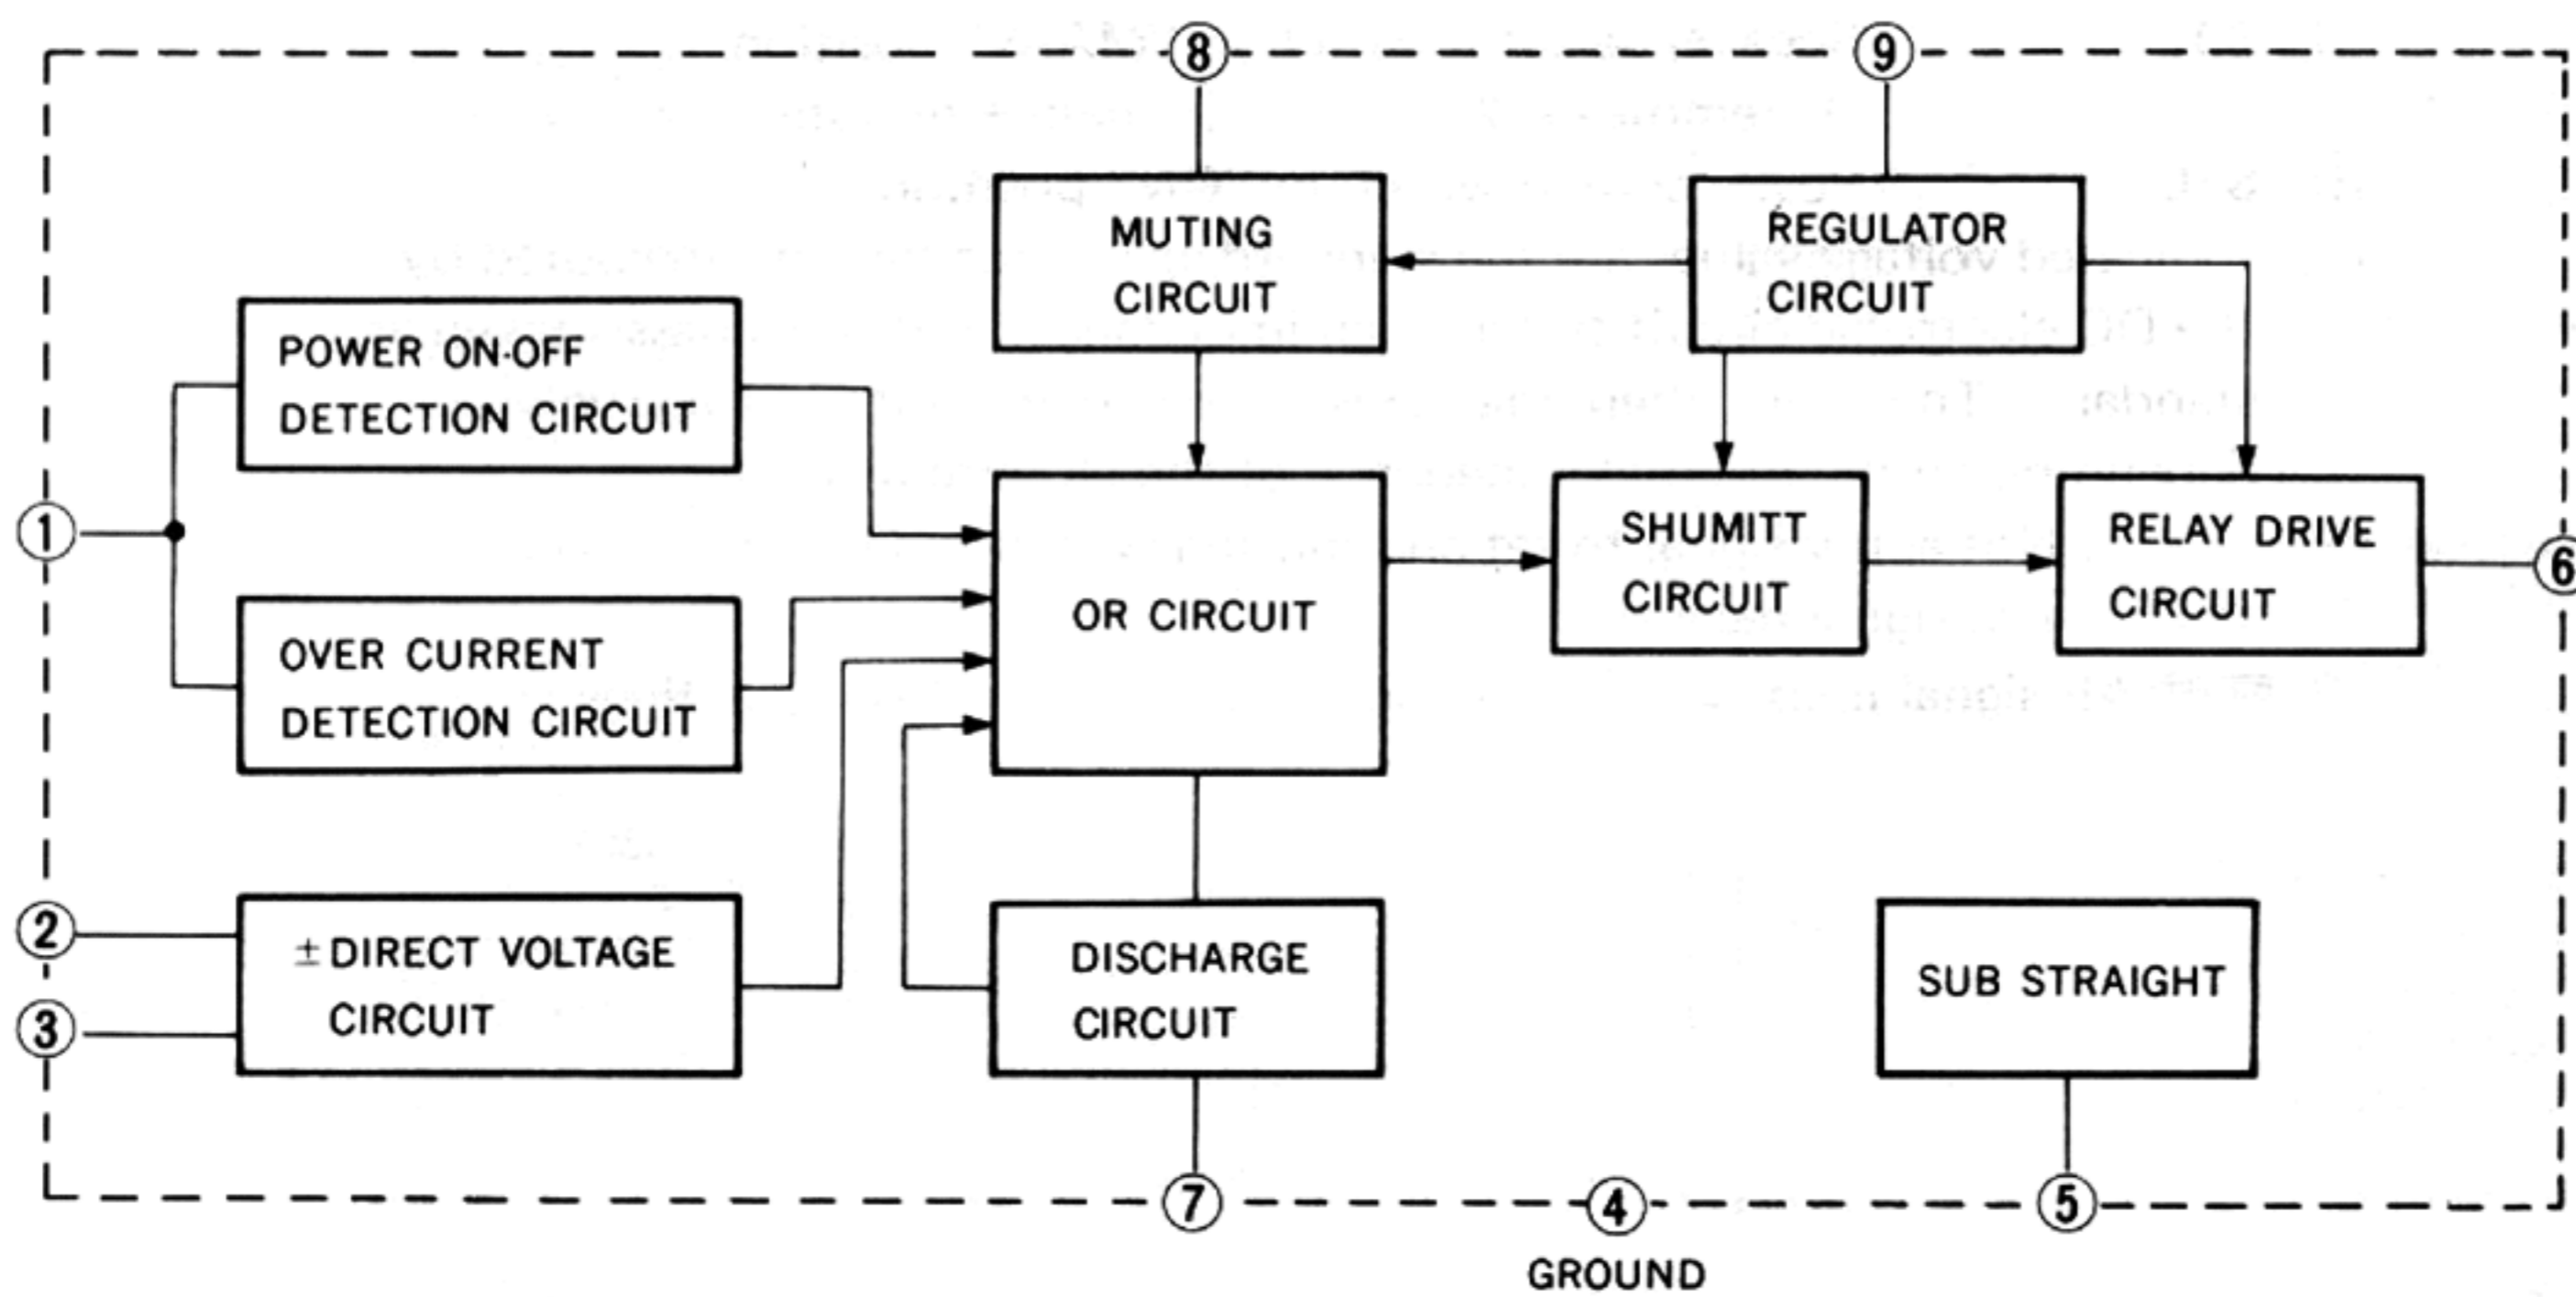 8
9
MUTING
CIRCUIT
REGULATOR
CIRCUIT
POWER ON-OFF
DETECTION CIRCUIT
1
OVER CURRENT
DETECTION CIRCUIT
OR CIRCUIT
SHUMITT
CIRCUIT
RELAY DRIVE
CIRCUIT
6
2
3
±DIRECT VOLTAGE
CIRCUIT
DISCHARGE
CIRCUIT
SUB STRAIGHT
7
4
5
GROUND